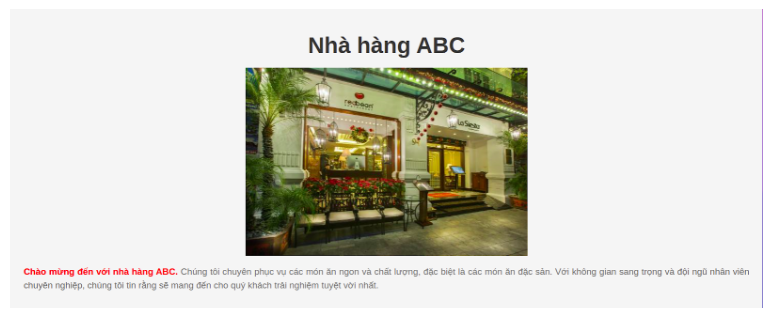 Nhà hàng ABC
redbean
La Siesta
Chào mừng đến với nhà hàng ABC. Chúng tôi chuyên phục vụ các món ăn ngon và chất lượng, đặc biệt là các món ăn đặc sản. Với không gian sang trọng và đội ngũ nhân viên
chuyên nghiệp, chúng tôi tin rằng sẽ mang đến cho quý khách trải nghiệm tuyệt vời nhất.